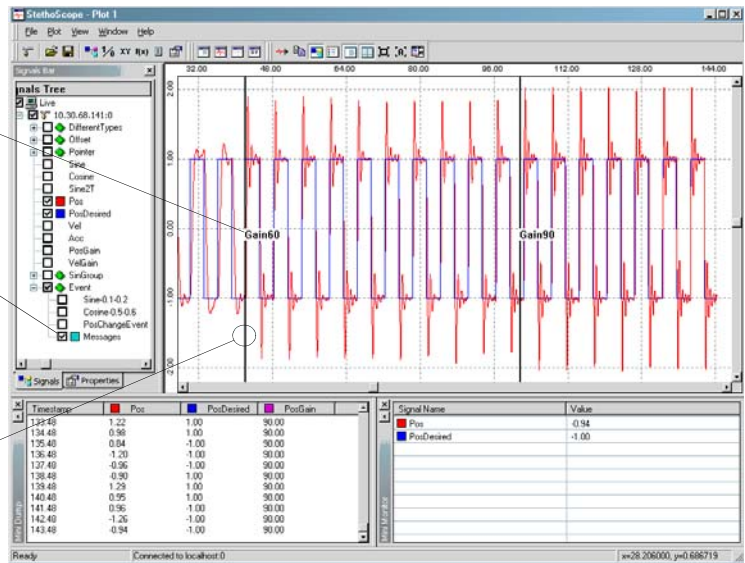 StethoScope - Plot 1
File Plot View Window Help
XY f(x)
Signals Bar
32.00 48.00 64.00 80.00 96.00 112.00 128.00 144.00
gnals Tree
Live
10.30.68.141:0
DifferentTypes
Offset
Pointer
Sine
Cosine
Sine2T
Pos
PosDesired
Vel
Acc
PosGain
VelGain
SinGroup
Event
Sine-0.1-0.2
Cosine-0.5-0.6
PosChangeEvent
Messages
Signals Properties
2.00
1.00
0.00
-1.00
-2.00
Gain60 Gain90
Timestamp Pos PosDesired PosGain
133.48 1.22 1.00 90.00
134.48 0.98 1.00 90.00
135.48 0.84 -1.00 90.00
136.48 -1.20 -1.00 90.00
137.48 -0.96 -1.00 90.00
138.48 -0.90 1.00 90.00
139.48 1.29 1.00 90.00
140.48 0.95 1.00 90.00
141.48 0.96 -1.00 90.00
142.48 -1.26 -1.00 90.00
143.48 -0.94 -1.00 90.00
Mini Dump
Signal Name Value
Pos -0.94
PosDesired -1.00
Mini Monitor
Ready Connected to localhost:0 x=28.206000, y=0.686719